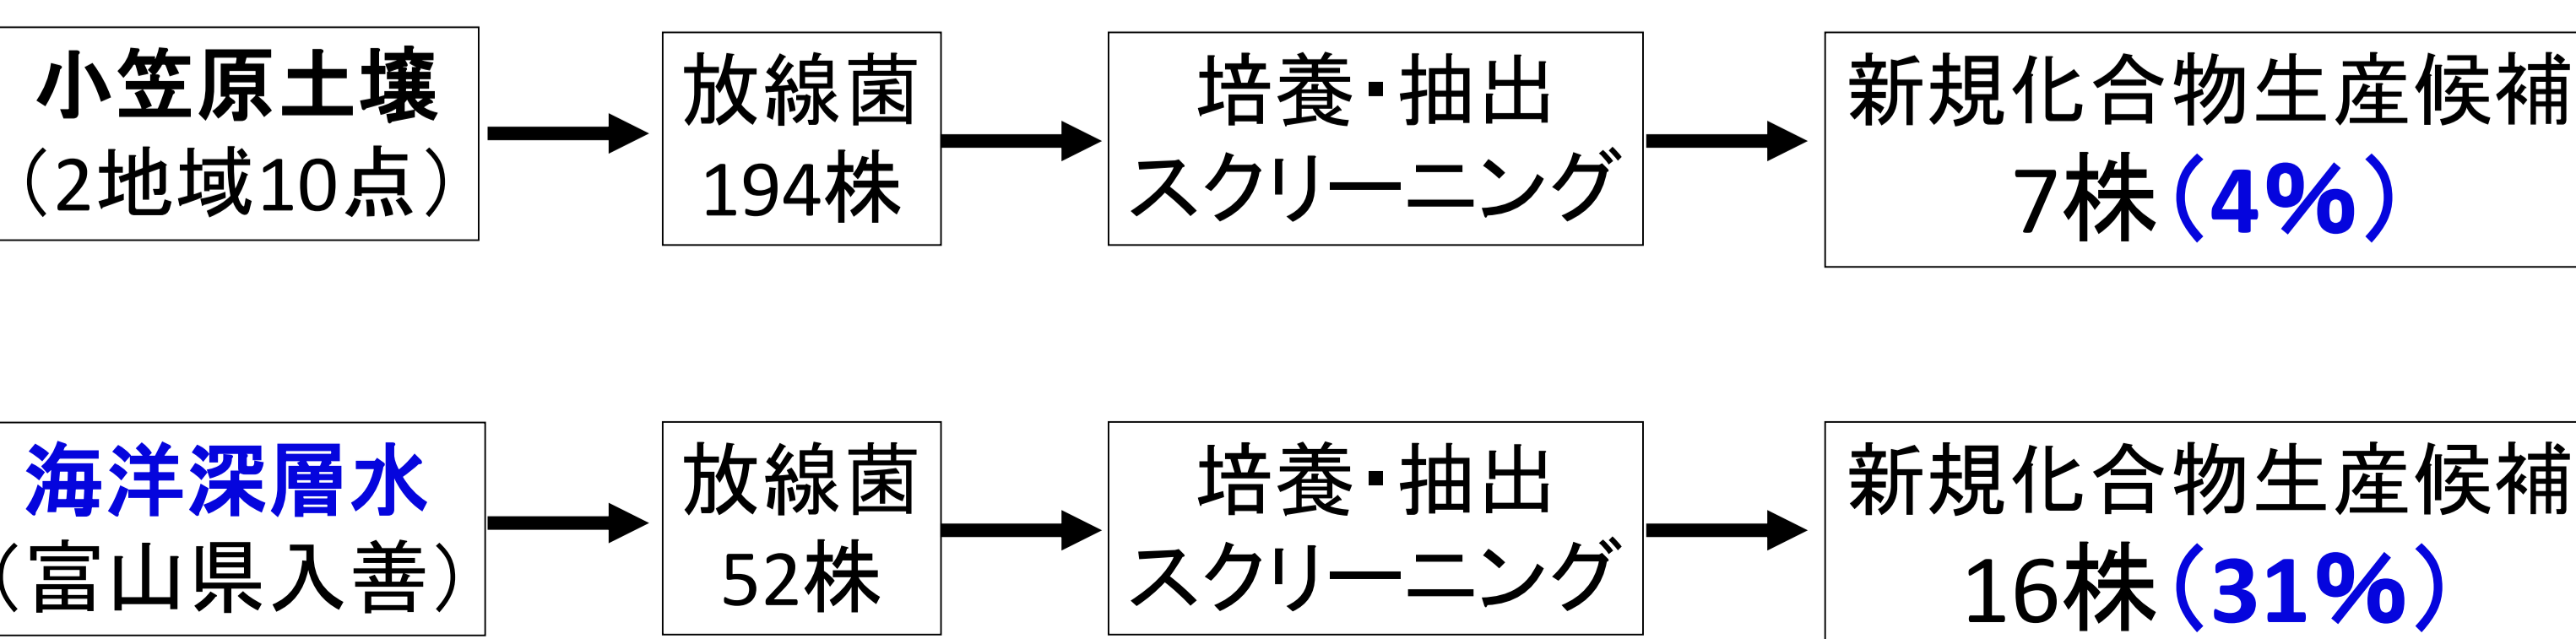 小笠原土壌
（2地域10点）
放線菌
194株
培養・抽出
スクリーニング
新規化合物生産候補
7株（4%）
海洋深層水
（富山県入善）
放線菌
52株
培養・抽出
スクリーニング
新規化合物生産候補
16株（31%）